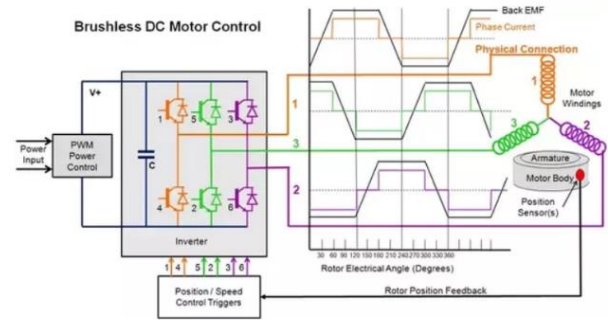 Brushless DC Motor Control
Back EMF
Phase Current
Physical Connection
V+
1
5
3
1
Motor
Windings
2
3
Power
Input
PWM
Power
Control
C
3
Armature
Motor Body
4
2
6
2
Position
Sensor(s)
Inverter
30 60 90 120 150 180 210 240 270 300 330 360
Rotor Electrical Angle (Degrees)
1 4 5 2 3 6
Position / Speed
Control Triggers
Rotor Position Feedback
1